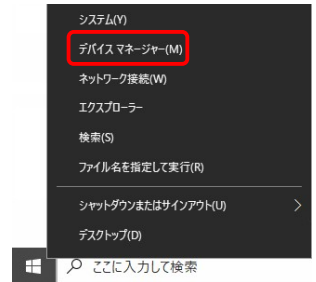 システム(Y)
デバイス マネージャー(M)
ネットワーク接続(W)
エクスプローラー
検索(S)
ファイル名を指定して実行(R)
シャットダウンまたはサインアウト(U)
デスクトップ(D)
ここに入力して検索